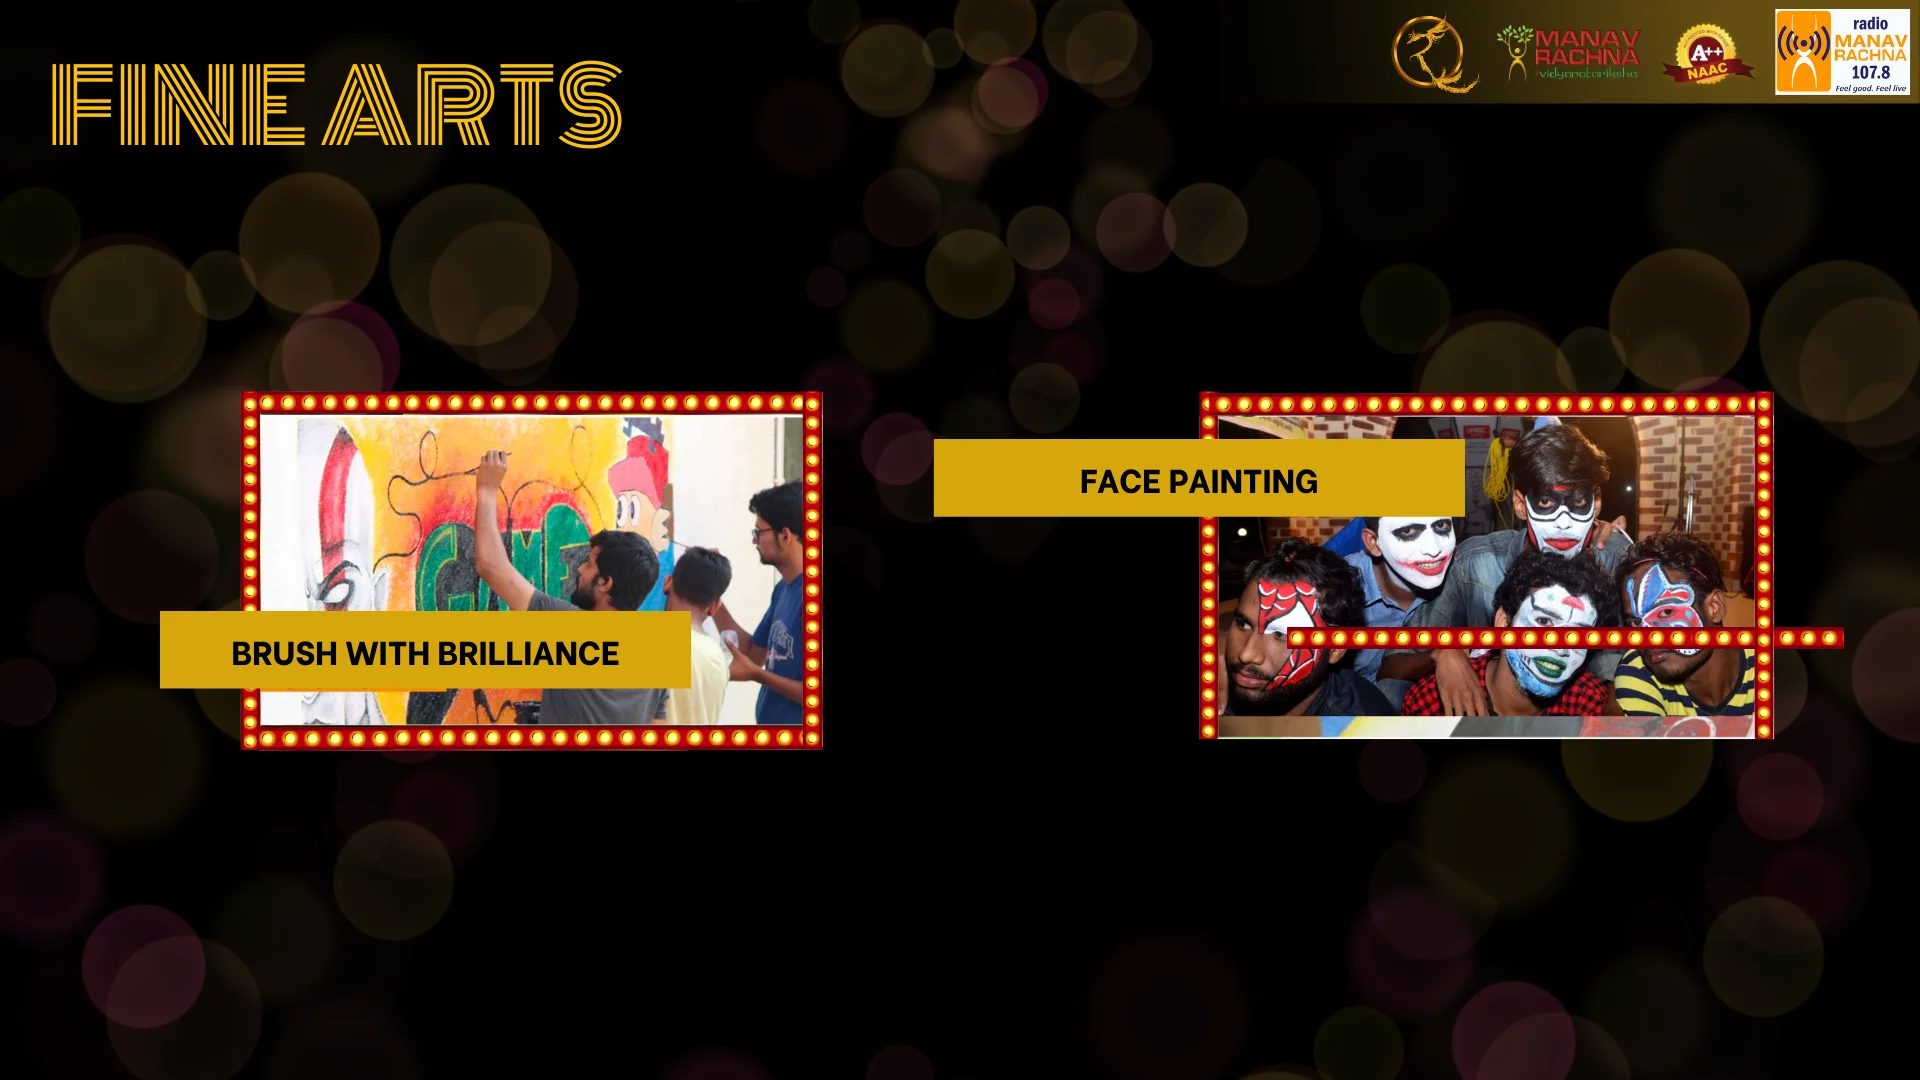 FINE ARTS
MANAV
RACHNA
vidyanatariksha
A++
NAAC
radio
MANAV
RACHNA
107.8
Feel good. Feel live
FACE PAINTING
GAME
BRUSH WITH BRILLIANCE